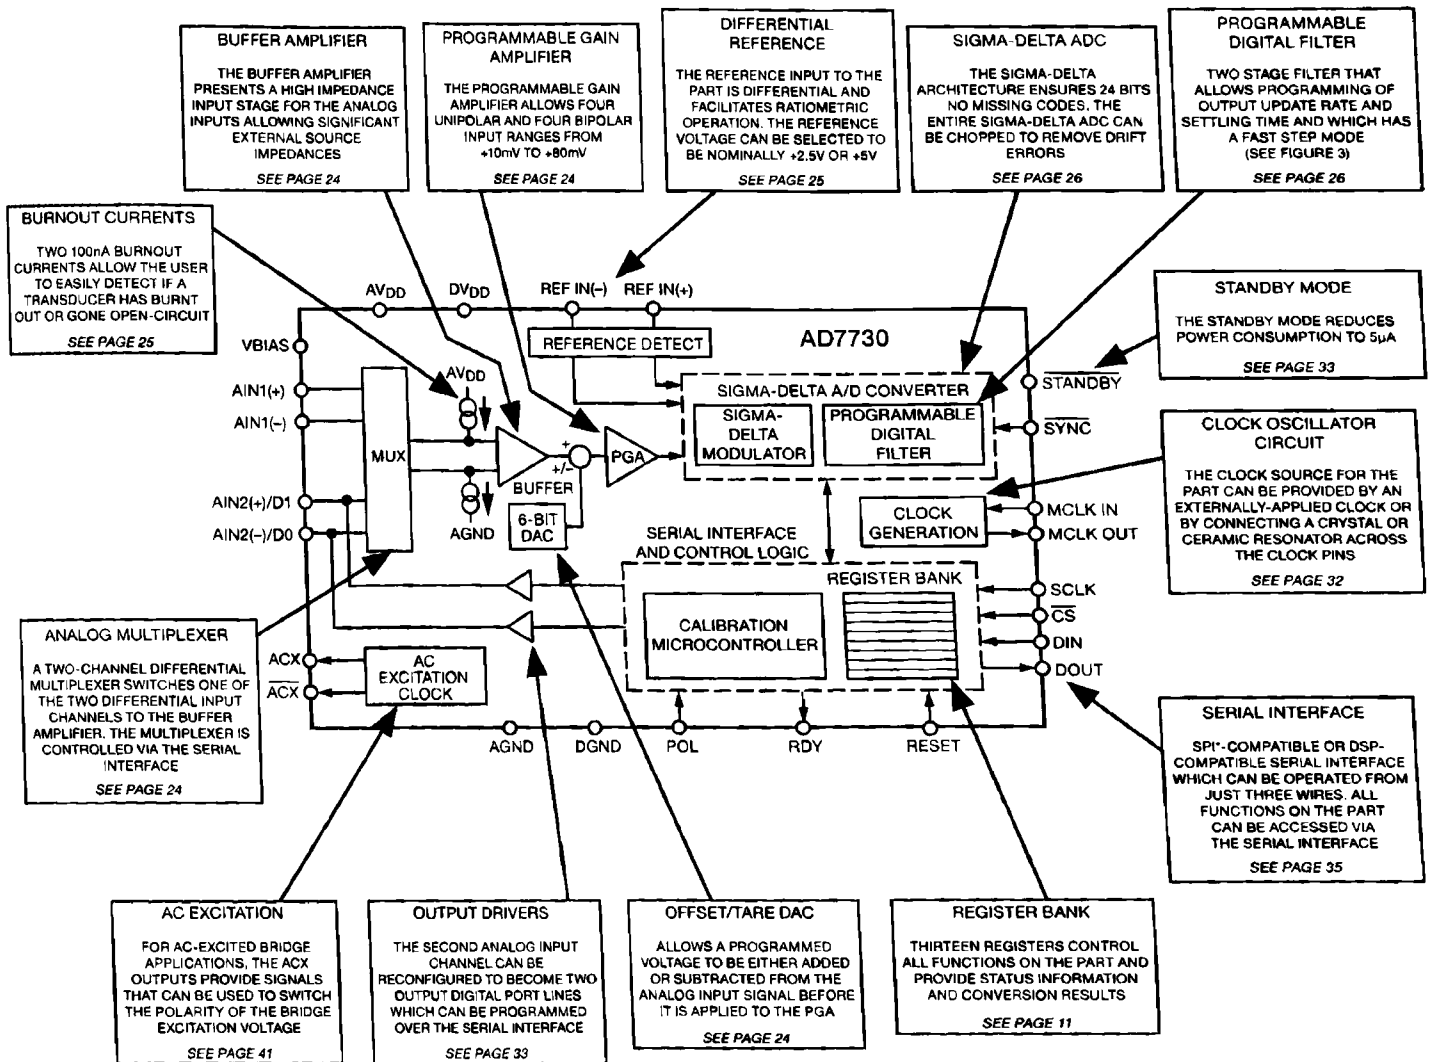 BUFFER AMPLIFIER
THE BUFFER AMPLIFIER
PRESENTS A HIGH IMPEDANCE
INPUT STAGE FOR THE ANALOG
INPUTS ALLOWING SIGNIFICANT
EXTERNAL SOURCE
IMPEDANCES
SEE PAGE 24
PROGRAMMABLE GAIN
AMPLIFIER
THE PROGRAMMABLE GAIN
AMPLIFIER ALLOWS FOUR
UNIPOLAR AND FOUR BIPOLAR
INPUT RANGES FROM
+10mV TO +80mV
SEE PAGE 24
DIFFERENTIAL
REFERENCE
THE REFERENCE INPUT TO THE
PART IS DIFFERENTIAL AND
FACILITATES RATIOMETRIC
OPERATION. THE REFERENCE
VOLTAGE CAN BE SELECTED TO
BE NOMINALLY +2.5V OR +5V
SEE PAGE 25
SIGMA-DELTA ADC
THE SIGMA-DELTA
ARCHITECTURE ENSURES 24 BITS
NO MISSING CODES. THE
ENTIRE SIGMA-DELTA ADC CAN
BE CHOPPED TO REMOVE DRIFT
ERRORS
SEE PAGE 26
PROGRAMMABLE
DIGITAL FILTER
TWO STAGE FILTER THAT
ALLOWS PROGRAMMING OF
OUTPUT UPDATE RATE AND
SETTLING TIME AND WHICH HAS
A FAST STEP MODE
(SEE FIGURE 3)
SEE PAGE 26
BURNOUT CURRENTS
TWO 100nA BURNOUT
CURRENTS ALLOW THE USER
TO EASILY DETECT IF A
TRANSDUCER HAS BURNT
OUT OR GONE OPEN-CIRCUIT
SEE PAGE 25
STANDBY MODE
THE STANDBY MODE REDUCES
POWER CONSUMPTION TO 5µA
SEE PAGE 33
CLOCK OSCILLATOR
CIRCUIT
THE CLOCK SOURCE FOR THE
PART CAN BE PROVIDED BY AN
EXTERNALLY-APPLIED CLOCK OR
BY CONNECTING A CRYSTAL OR
CERAMIC RESONATOR ACROSS
THE CLOCK PINS
SEE PAGE 32
AVDD
DVDD
REF IN(–)
REF IN(+)
VBIAS
REFERENCE DETECT
AD7730
AIN1(+)
AIN1(–)
AIN2(+)/D1
AIN2(–)/D0
MUX
AVDD
AGND
+
+/–
BUFFER
6-BIT
DAC
PGA
SIGMA-DELTA A/D CONVERTER
SIGMA-
DELTA
MODULATOR
PROGRAMMABLE
DIGITAL
FILTER
STANDBY
SYNC
CLOCK
GENERATION
MCLK IN
MCLK OUT
SERIAL INTERFACE
AND CONTROL LOGIC
REGISTER BANK
CALIBRATION
MICROCONTROLLER
SCLK
CS
DIN
DOUT
ACX
ACX
AC
EXCITATION
CLOCK
AGND
DGND
POL
RDY
RESET
ANALOG MULTIPLEXER
A TWO-CHANNEL DIFFERENTIAL
MULTIPLEXER SWITCHES ONE OF
THE TWO DIFFERENTIAL INPUT
CHANNELS TO THE BUFFER
AMPLIFIER. THE MULTIPLEXER IS
CONTROLLED VIA THE SERIAL
INTERFACE
SEE PAGE 24
SERIAL INTERFACE
SPI*-COMPATIBLE OR DSP-
COMPATIBLE SERIAL INTERFACE
WHICH CAN BE OPERATED FROM
JUST THREE WIRES. ALL
FUNCTIONS ON THE PART
CAN BE ACCESSED VIA
THE SERIAL INTERFACE
SEE PAGE 35
AC EXCITATION
FOR AC-EXCITED BRIDGE
APPLICATIONS, THE ACX
OUTPUTS PROVIDE SIGNALS
THAT CAN BE USED TO SWITCH
THE POLARITY OF THE BRIDGE
EXCITATION VOLTAGE
SEE PAGE 41
OUTPUT DRIVERS
THE SECOND ANALOG INPUT
CHANNEL CAN BE
RECONFIGURED TO BECOME TWO
OUTPUT DIGITAL PORT LINES
WHICH CAN BE PROGRAMMED
OVER THE SERIAL INTERFACE
SEE PAGE 33
OFFSET/TARE DAC
ALLOWS A PROGRAMMED
VOLTAGE TO BE EITHER ADDED
OR SUBTRACTED FROM THE
ANALOG INPUT SIGNAL BEFORE
IT IS APPLIED TO THE PGA
SEE PAGE 24
REGISTER BANK
THIRTEEN REGISTERS CONTROL
ALL FUNCTIONS ON THE PART AND
PROVIDE STATUS INFORMATION
AND CONVERSION RESULTS
SEE PAGE 11